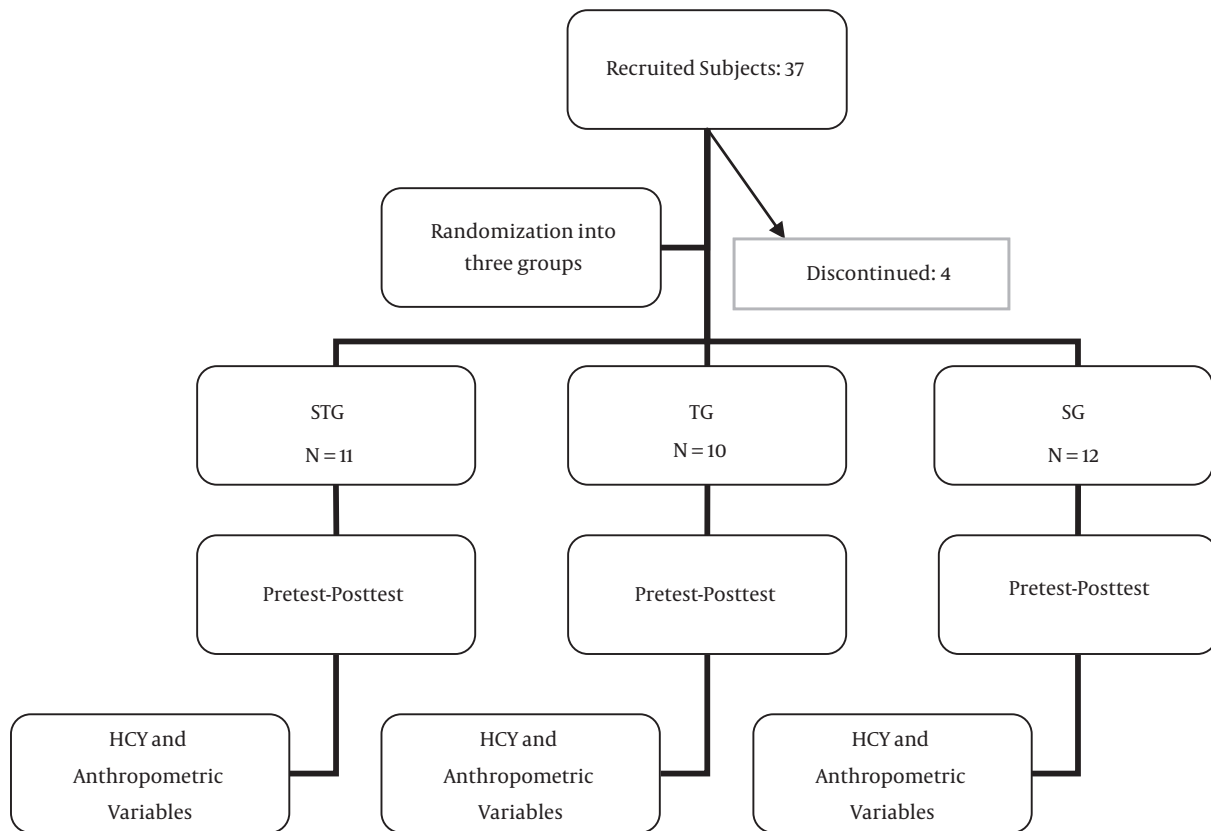 Recruited Subjects: 37
Randomization into
three groups
Discontinued: 4
STG
N = 11
TG
N = 10
SG
N = 12
Pretest-Posttest
Pretest-Posttest
Pretest-Posttest
HCY and
Anthropometric
Variables
HCY and
Anthropometric
Variables
HCY and
Anthropometric
Variables